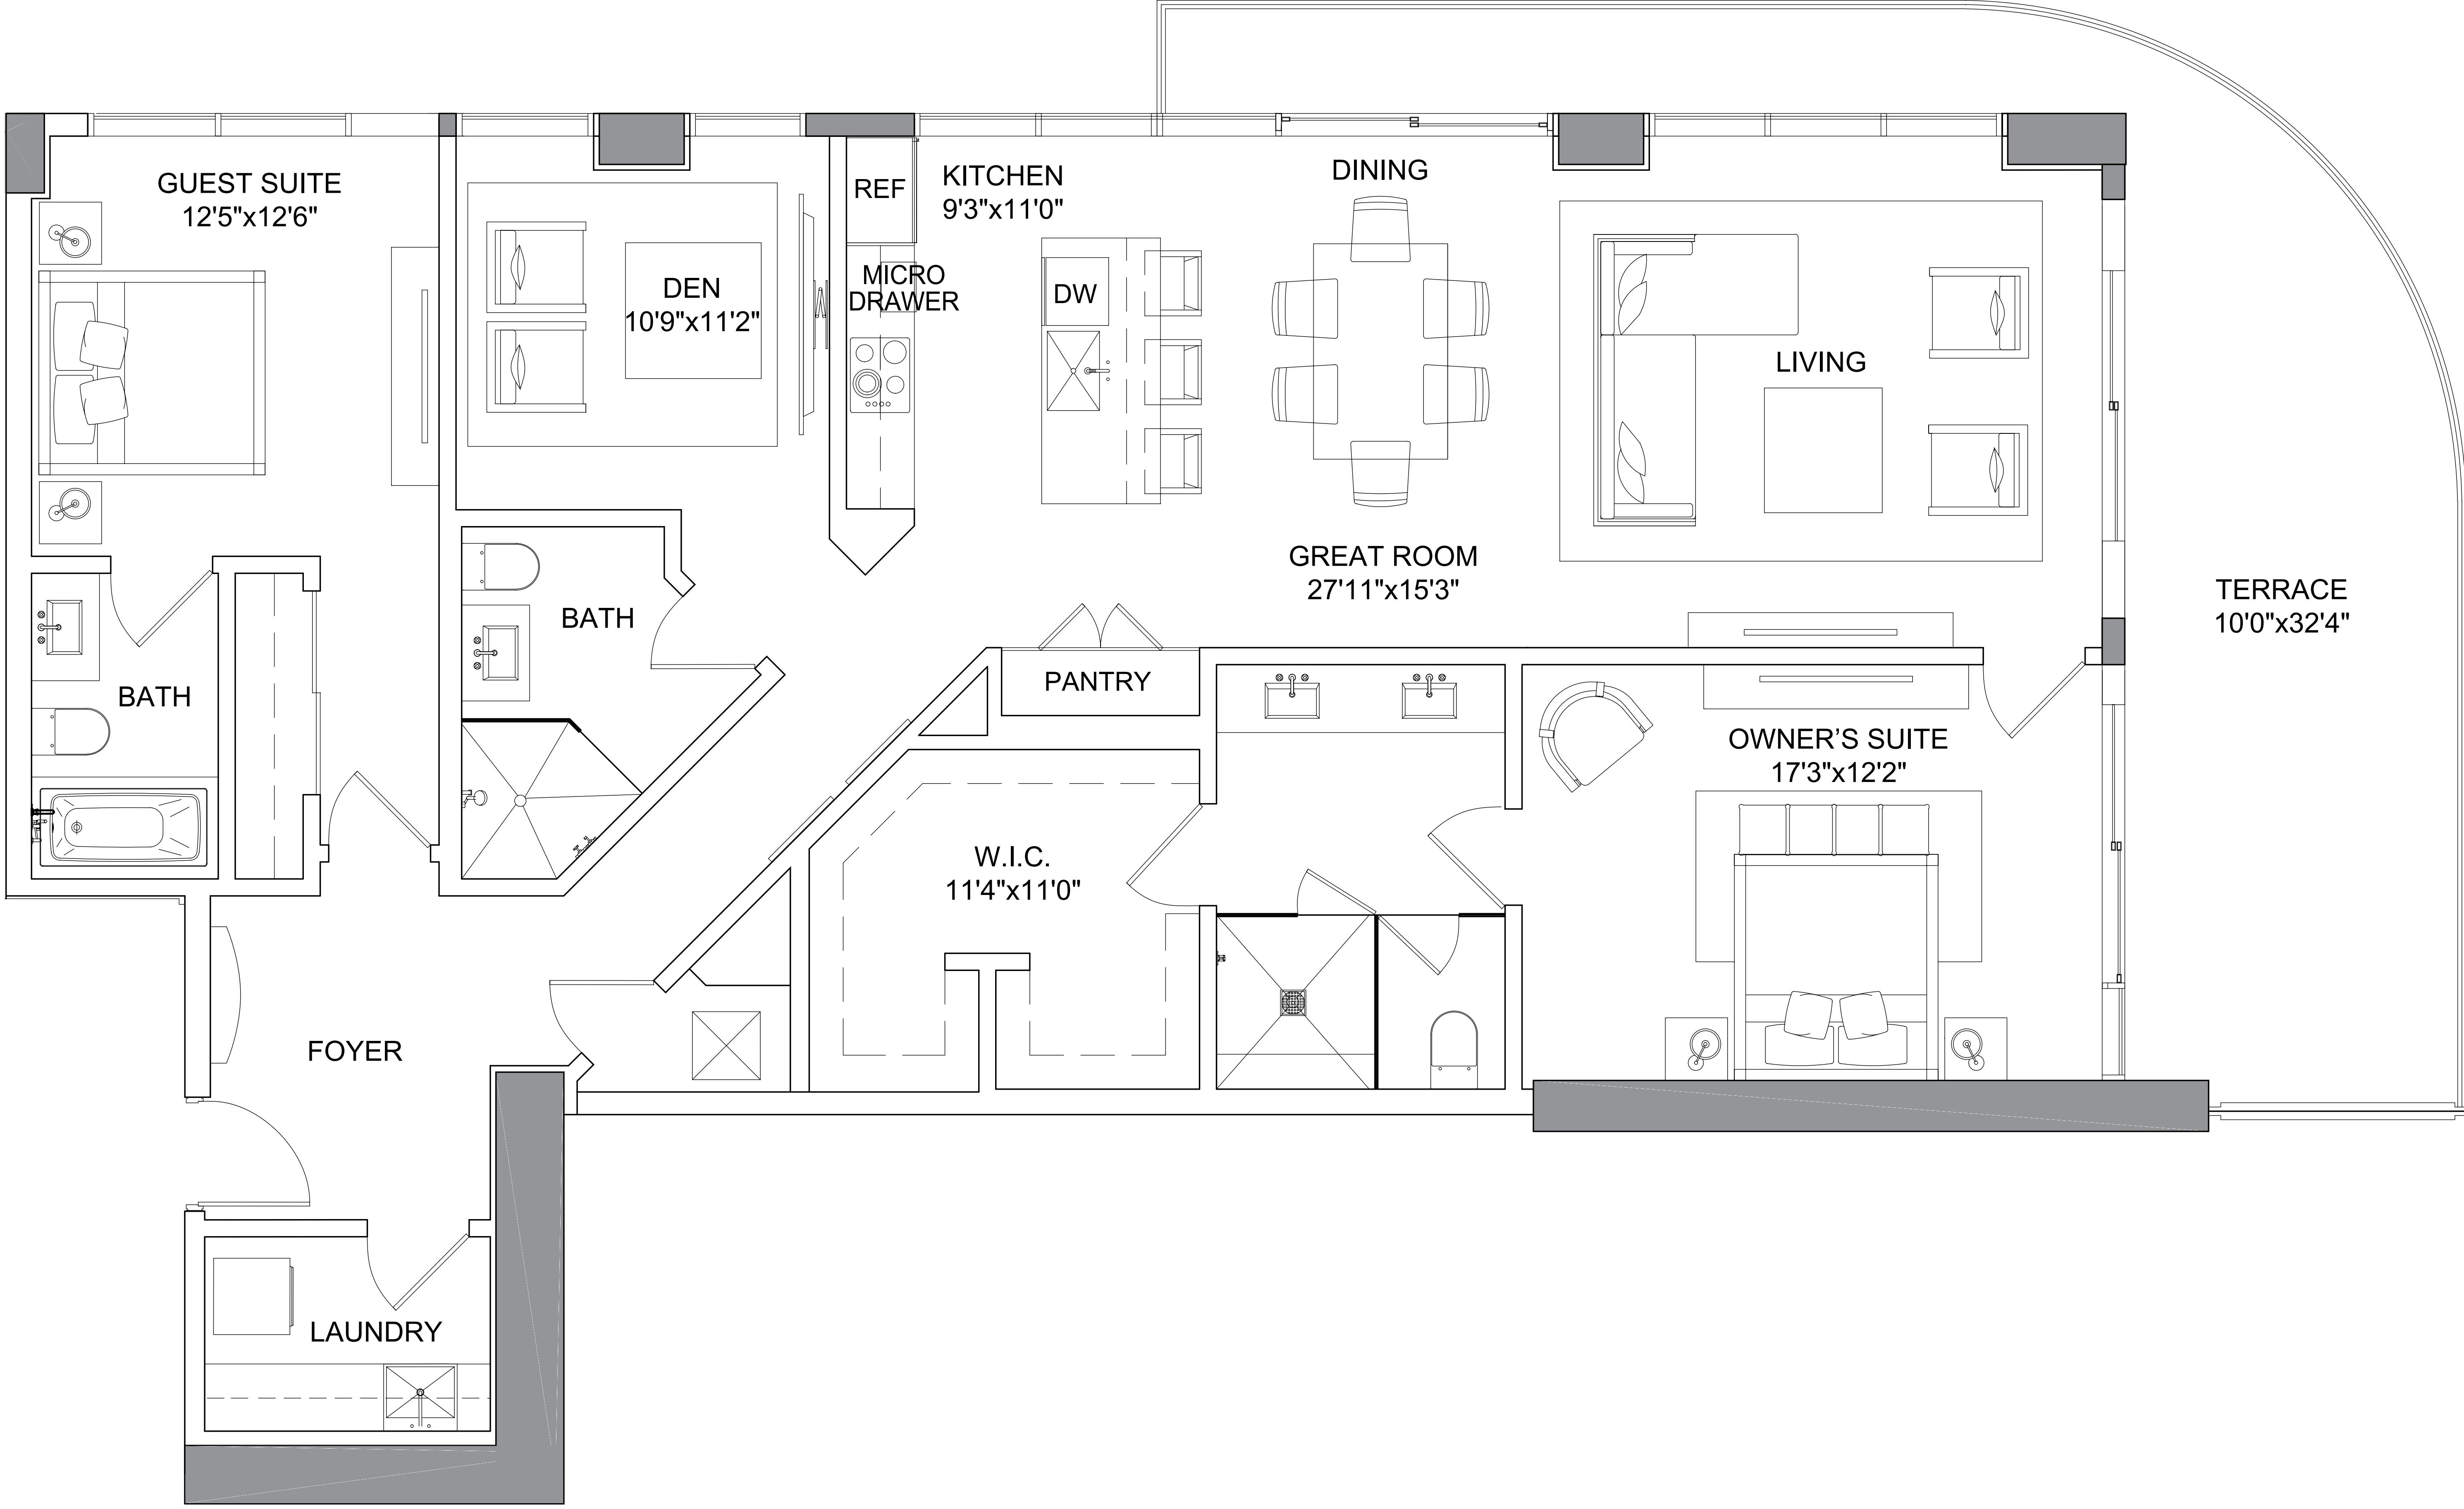 GUEST SUITE
12'5"x12'6"
DEN
10'9"x11'2"
REF
KITCHEN
9'3"x11'0"
MICRO
DRAWER
DW
DINING
LIVING
GREAT ROOM
27'11"x15'3"
TERRACE
10'0"x32'4"
BATH
BATH
PANTRY
OWNER’S SUITE
17'3"x12'2"
W.I.C.
11'4"x11'0"
FOYER
LAUNDRY